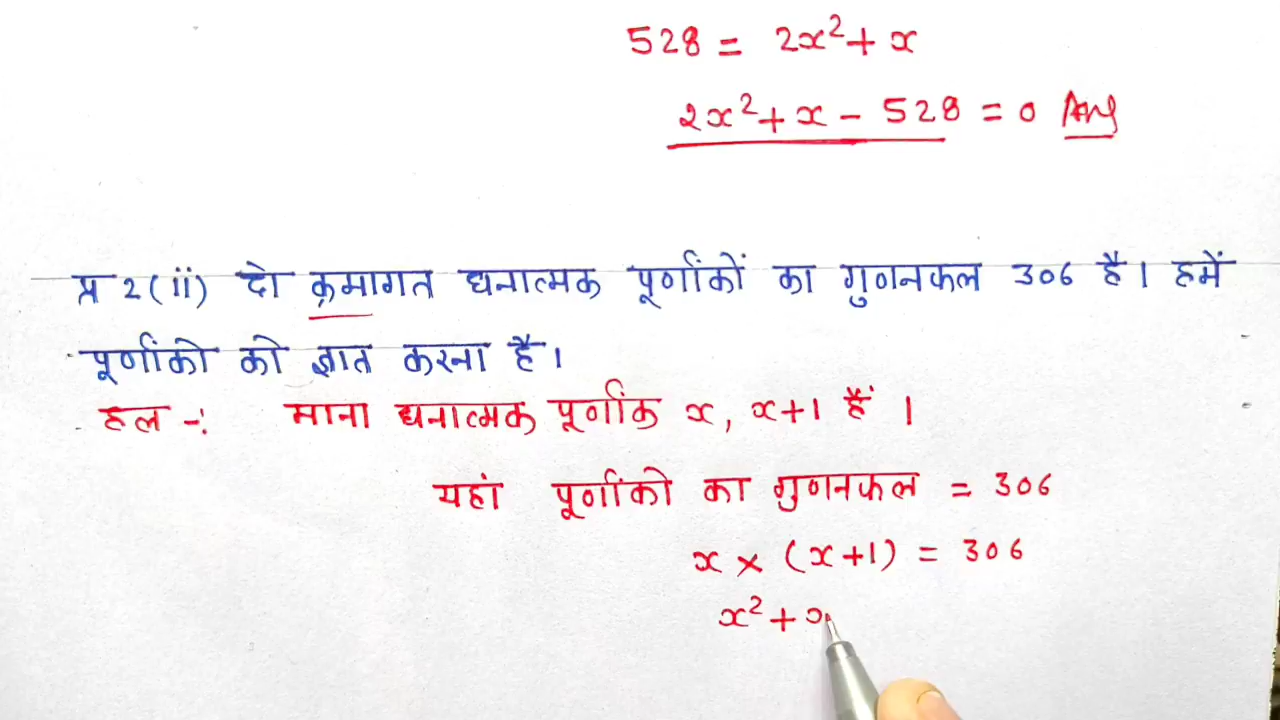 528 = 2x² + x
2x² + x - 528 = 0 Ans
प्र 2 (ii) दो क्रमागत धनात्मक पूर्णांकों का गुणनफल 306 है। हमें
पूर्णांको को ज्ञात करना है।
हल -: माना धनात्मक पूर्णांक x, x+1 हैं ।
यहां पूर्णांको का गुणनफल = 306
x × (x+1) = 306
x² +